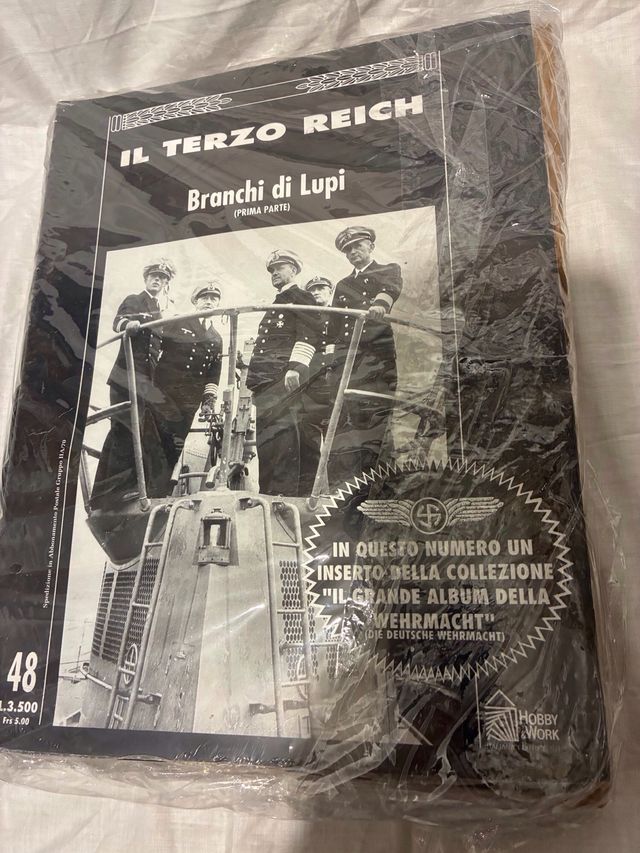 IL TERZO REICH
Branchi di Lupi
(PRIMA PARTE)
Spedizione in Abbonamento Postale Gruppo IIA/70
IN QUESTO NUMERO UN
INSERTO DELLA COLLEZIONE
"IL GRANDE ALBUM DELLA
WEHRMACHT"
(DIE DEUTSCHE WEHRMACHT)
48
L.3.500
Frs 5.00
HOBBY
& WORK